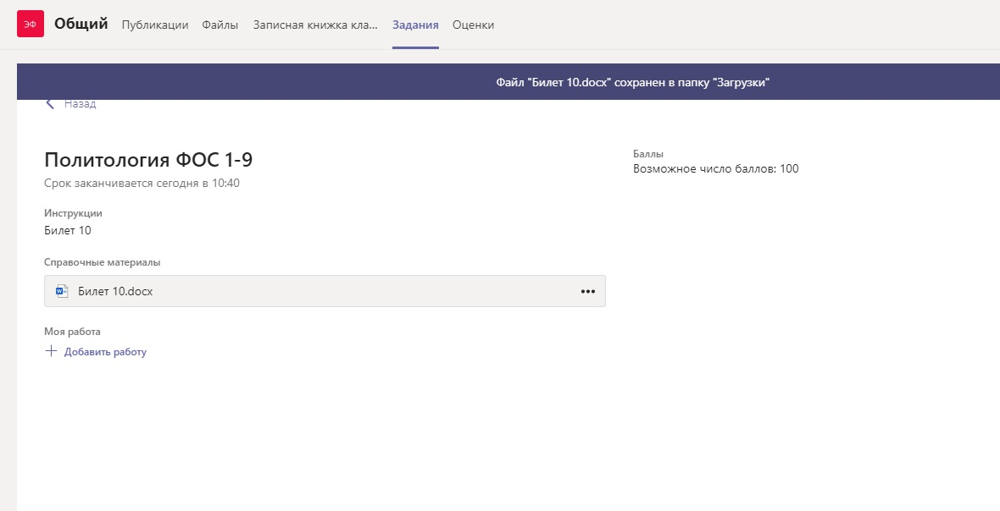 ЭФ Общий Публикации Файлы Записная книжка кла... Задания Оценки
Файл "Билет 10.docx" сохранен в папку "Загрузки"
Назад
Политология ФОС 1-9
Срок заканчивается сегодня в 10:40
Баллы
Возможное число баллов: 100
Инструкции
Билет 10
Справочные материалы
Билет 10.docx
Моя работа
Добавить работу